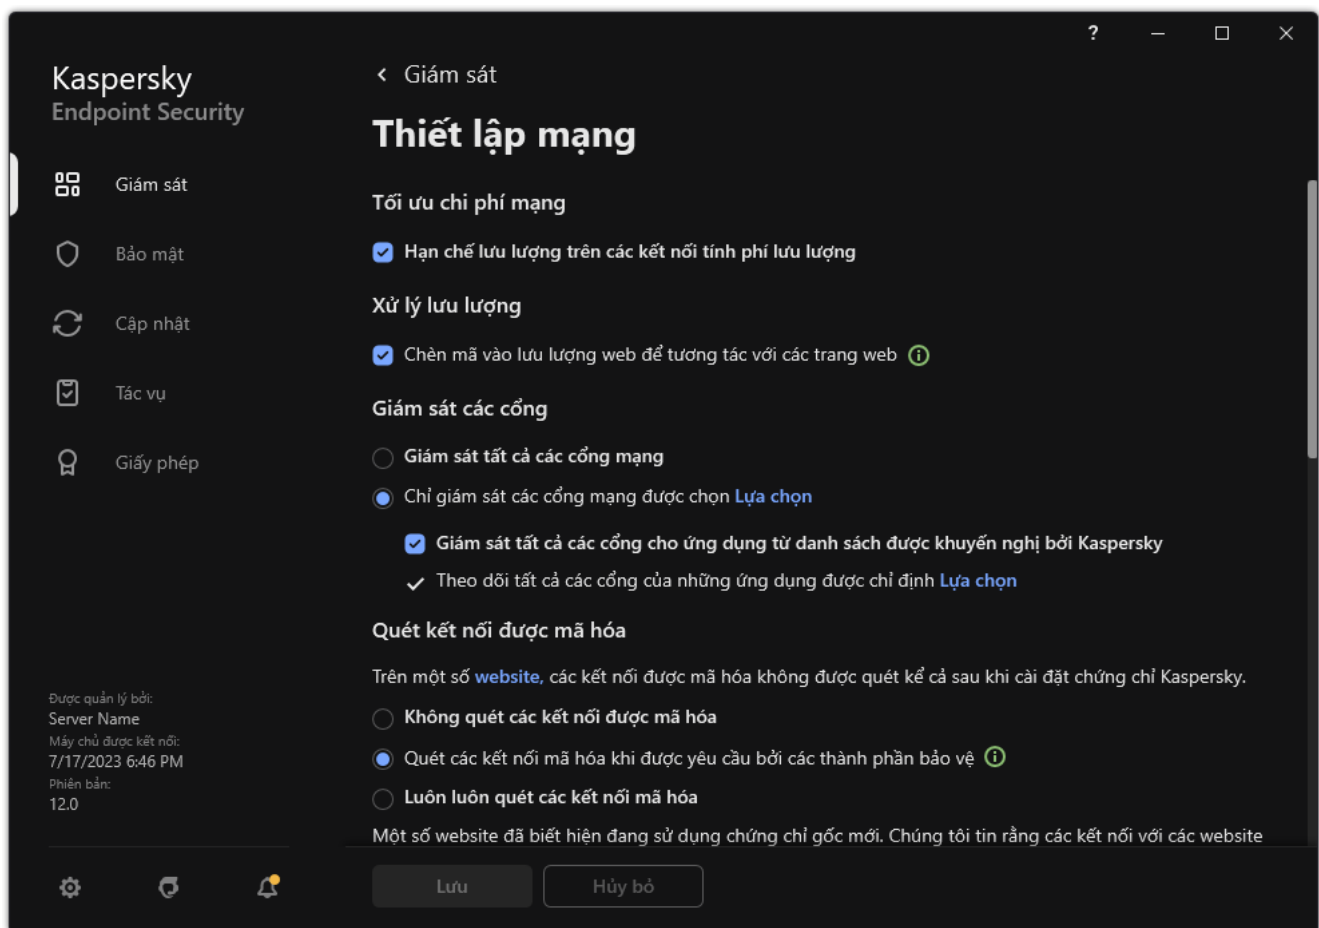 ?
Kaspersky
Endpoint Security
Giám sát
Bảo mật
Cập nhật
Tác vụ
Giấy phép
Được quản lý bởi:
Server Name
Máy chủ được kết nối:
7/17/2023 6:46 PM
Phiên bản:
12.0
Giám sát
Thiết lập mạng
Tối ưu chi phí mạng
Hạn chế lưu lượng trên các kết nối tính phí lưu lượng
Xử lý lưu lượng
Chèn mã vào lưu lượng web để tương tác với các trang web
Giám sát các cổng
Giám sát tất cả các cổng mạng
Chỉ giám sát các cổng mạng được chọn Lựa chọn
Giám sát tất cả các cổng cho ứng dụng từ danh sách được khuyến nghị bởi Kaspersky
Theo dõi tất cả các cổng của những ứng dụng được chỉ định Lựa chọn
Quét kết nối được mã hóa
Trên một số website, các kết nối được mã hóa không được quét kể cả sau khi cài đặt chứng chỉ Kaspersky.
Không quét các kết nối được mã hóa
Quét các kết nối mã hóa khi được yêu cầu bởi các thành phần bảo vệ
Luôn luôn quét các kết nối mã hóa
Một số website đã biết hiện đang sử dụng chứng chỉ gốc mới. Chúng tôi tin rằng các kết nối với các website
Lưu
Hủy bỏ